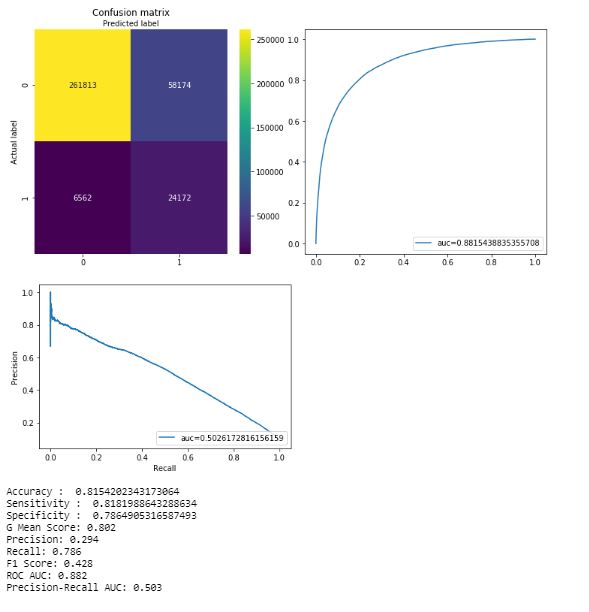 Confusion matrix
Predicted label
Actual label
0
1
261813
58174
6562
24172
0
1
250000
200000
150000
100000
50000
1.0
0.8
0.6
0.4
0.2
0.0
0.0
0.2
0.4
0.6
0.8
1.0
auc=0.8815438835355708
Precision
1.0
0.8
0.6
0.4
0.2
0.0
0.2
0.4
0.6
0.8
1.0
Recall
auc=0.5026172816156159
Accuracy :  0.8154202343173064
Sensitivity :  0.8181988643288634
Specificity :  0.7864905316587493
G Mean Score: 0.802
Precision: 0.294
Recall: 0.786
F1 Score: 0.428
ROC AUC: 0.882
Precision-Recall AUC: 0.503